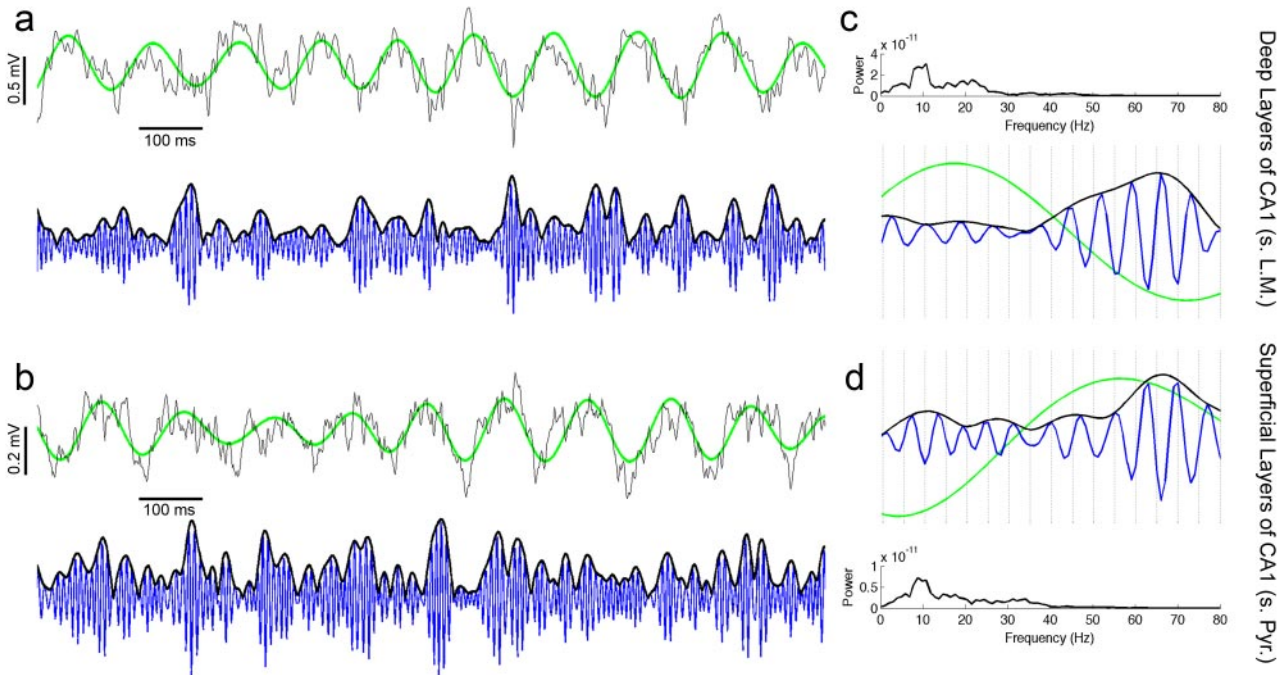 a
0.5 mV
100 ms
b
0.2 mV
100 ms
c
x 10⁻¹¹
Power
4
2
0
0 10 20 30 40 50 60 70 80
Frequency (Hz)
Deep Layers of CA1 (s. L.M.)
d
x 10⁻¹¹
Power
1
0.5
0
0 10 20 30 40 50 60 70 80
Frequency (Hz)
Superficial Layers of CA1 (s. Pyr.)